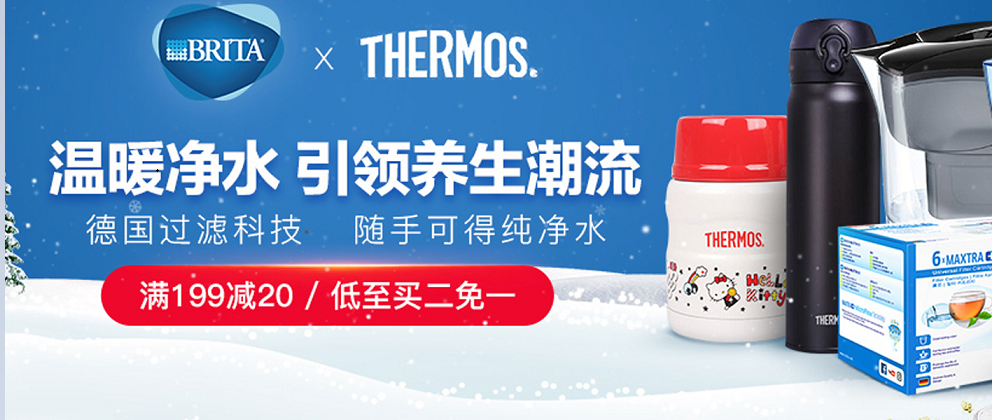 BRITA® X THERMOS.
温暖净水 引领养生潮流
德国过滤科技 随手可得纯净水
满199减20 / 低至买二免一
THERMOS.
HELLO
Kitty
THERM
6x MAXTRA
Universal Filter Cartrid